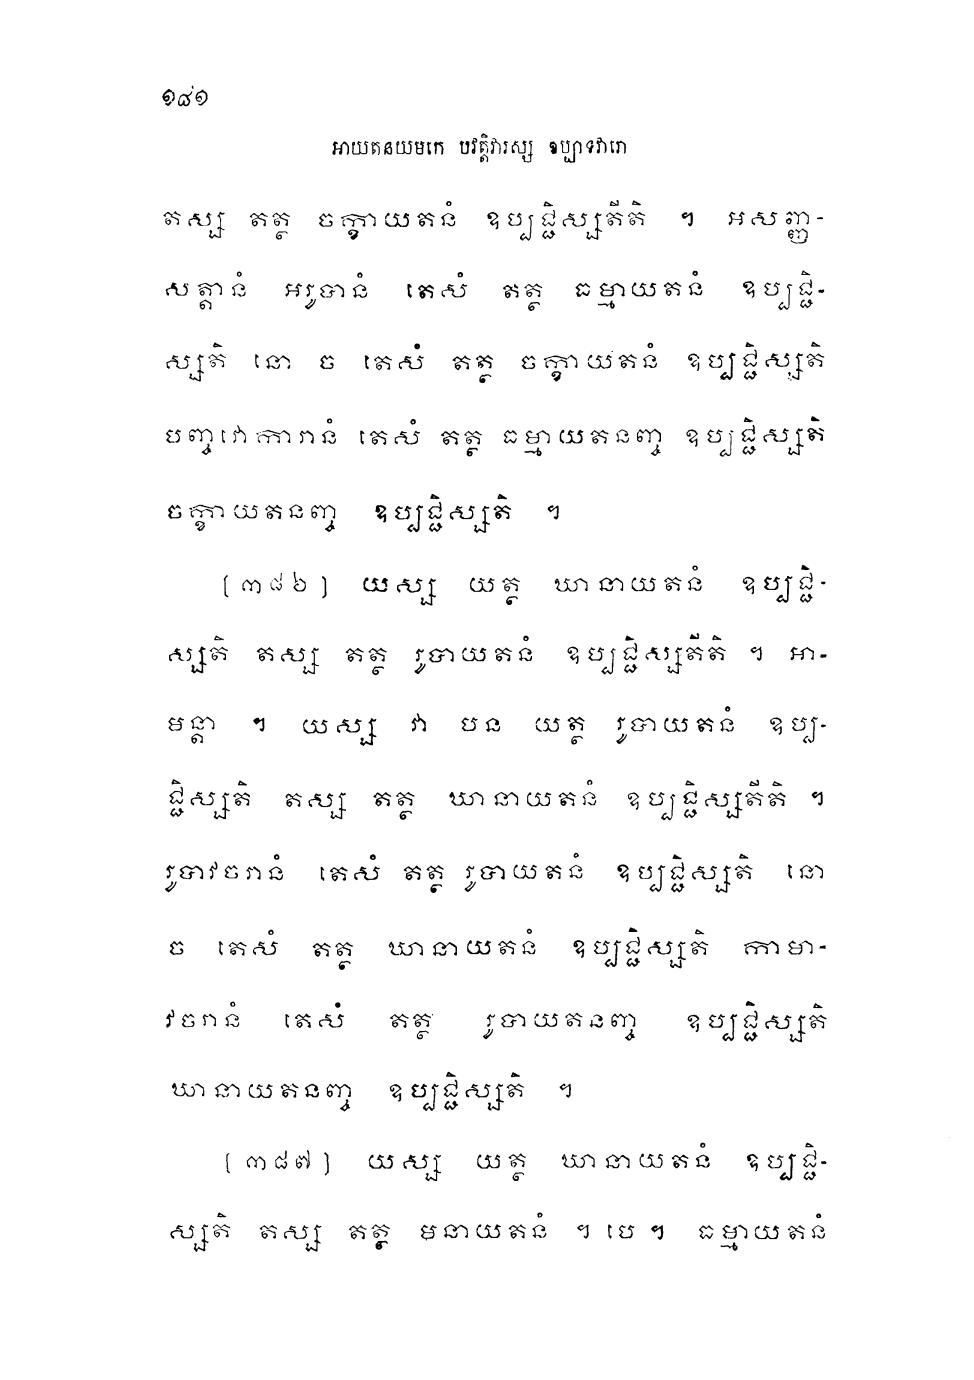 ១៨១
អាយតនយមកេ បវត្តិវារស្ស ឧប្បាទវារោ
តស្ស តត្ថ ចក្ខាយតនំ ឧប្បជ្ជិស្សតីតិ ។ អសញ្ញ-
សត្តានំ អរូបានំ តេសំ តត្ថ ធម្មាយតនំ ឧប្បជ្ជិ-
ស្សតិ នោ ច តេសំ តត្ថ ចក្ខាយតនំ ឧប្បជ្ជិស្សតិ
បញ្ចវោការានំ តេសំ តត្ថ ធម្មាយតនញ្ច ឧប្បជ្ជិស្សតិ
ចក្ខាយតនញ្ច ឧប្បជ្ជិស្សតិ ។
[៣៨៦] យស្ស យត្ថ ឃានាយតនំ ឧប្បជ្ជិ-
ស្សតិ តស្ស តត្ថ រូបាយតនំ ឧប្បជ្ជិស្សតីតិ ។ អា-
មន្តា ។ យស្ស វា បន យត្ថ រូបាយតនំ ឧប្ប-
ជ្ជិស្សតិ តស្ស តត្ថ ឃានាយតនំ ឧប្បជ្ជិស្សតីតិ ។
រូបាវចរានំ តេសំ តត្ថ រូបាយតនំ ឧប្បជ្ជិស្សតិ នោ
ច តេសំ តត្ថ ឃានាយតនំ ឧប្បជ្ជិស្សតិ កាមា-
វចរានំ តេសំ តត្ថ រូបាយតនញ្ច ឧប្បជ្ជិស្សតិ
ឃានាយតនញ្ច ឧប្បជ្ជិស្សតិ ។
[៣៨៧] យស្ស យត្ថ ឃានាយតនំ ឧប្បជ្ជិ-
ស្សតិ តស្ស តត្ថ មនាយតនំ ។ បេ ។ ធម្មាយតនំ